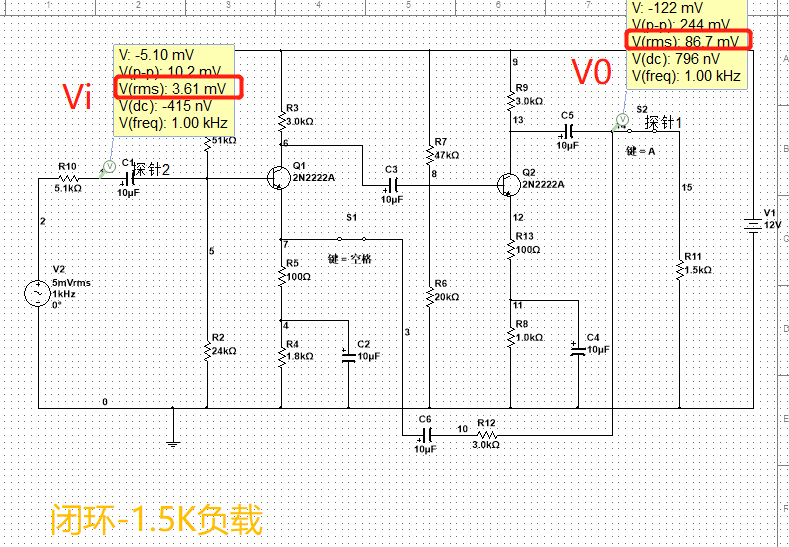 1
2
3
4
5
6
7
V: -5.10 mV
V(p-p): 10.2 mV
V(rms): 3.61 mV
V(dc): -415 nV
V(freq): 1.00 kHz
Vi
V: -122 mV
V(p-p): 244 mV
V(rms): 86.7 mV
V(dc): 796 nV
V(freq): 1.00 kHz
V0
9
R9
3.0kΩ
13
C5
10µF
S2
探针1
键 = A
R3
3.0kΩ
6
51kΩ
R7
47kΩ
8
R10
5.1kΩ
C1
探针2
10µF
Q1
2N2222A
C3
10µF
Q2
2N2222A
15
V1
12V
2
5
7
S1
键 = 空格
12
R13
100Ω
R11
1.5kΩ
V2
5mVrms
1kHz
0°
R5
100Ω
R6
20kΩ
11
4
3
R2
24kΩ
R4
1.8kΩ
C2
10µF
R8
1.0kΩ
C4
10µF
0
C6
10µF
10
R12
3.0kΩ
闭环-1.5K负载
A
B
D
E